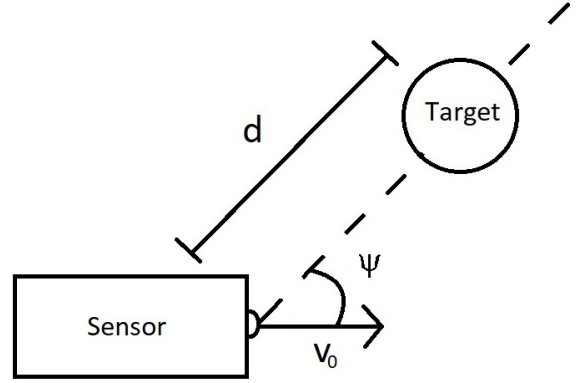 Target
d
ψ
Sensor
V₀